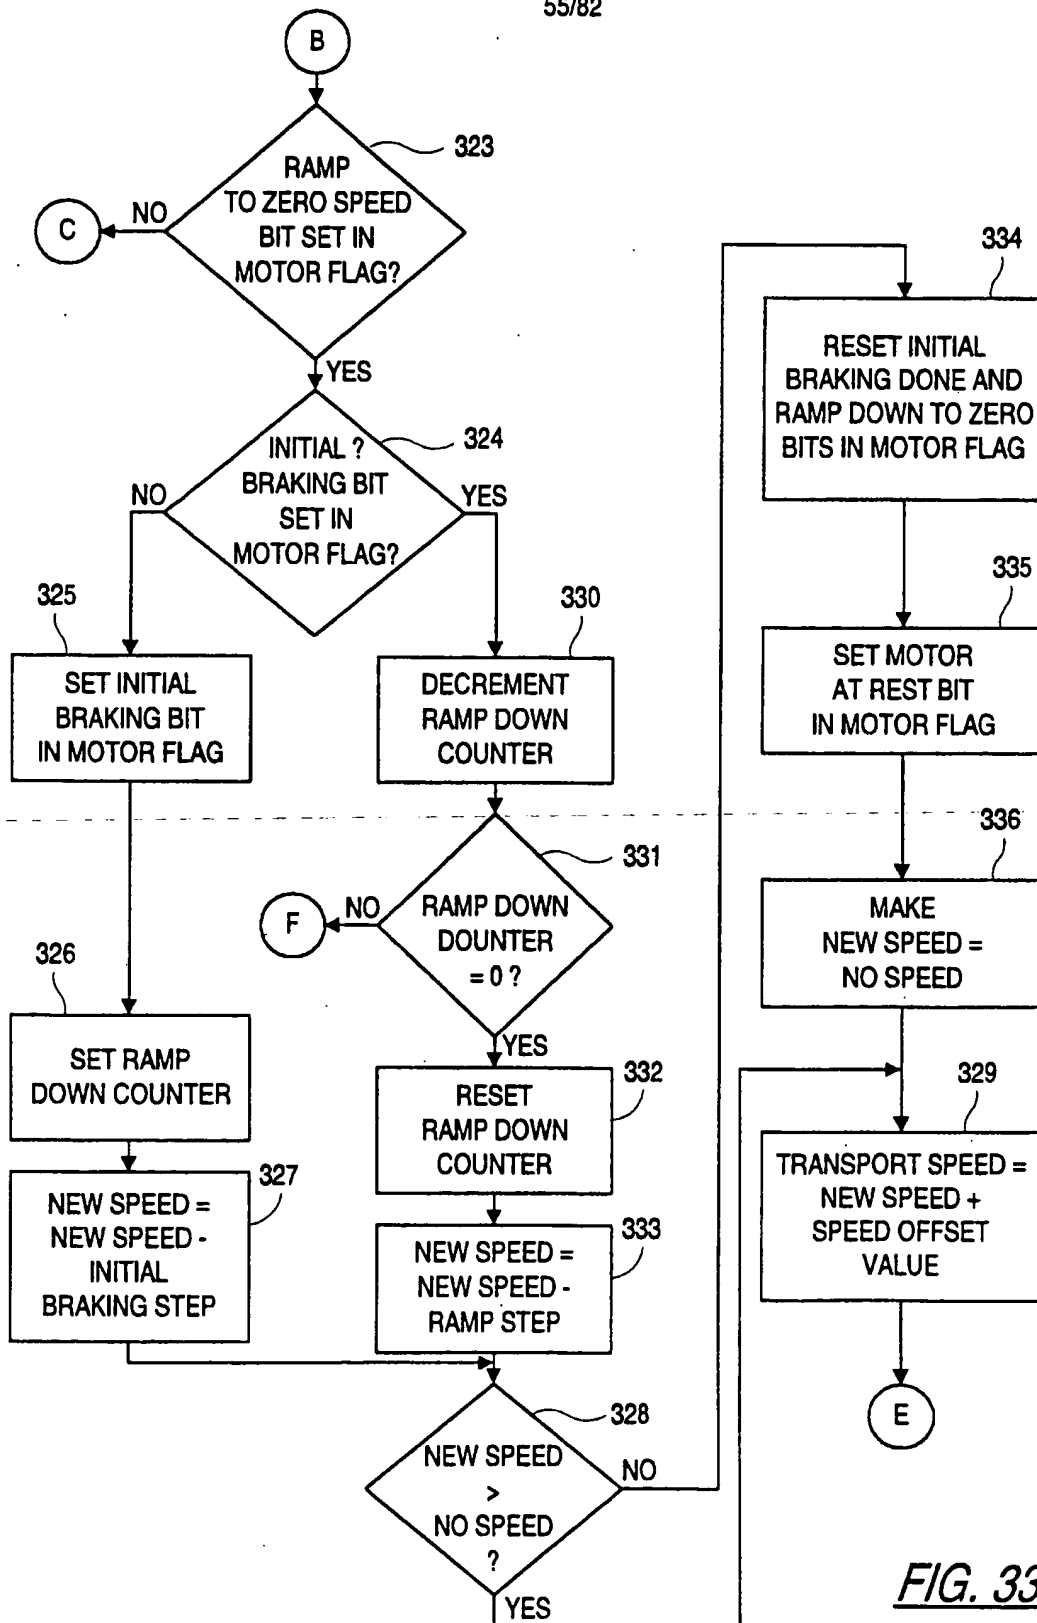 55/82
B
323
RAMP
TO ZERO SPEED
BIT SET IN
MOTOR FLAG?
NO
C
YES
324
INITIAL ?
BRAKING BIT
SET IN
MOTOR FLAG?
NO
YES
325
SET INITIAL
BRAKING BIT
IN MOTOR FLAG
330
DECREMENT
RAMP DOWN
COUNTER
331
RAMP DOWN
DOUNTER
= 0 ?
NO
F
YES
326
SET RAMP
DOWN COUNTER
327
NEW SPEED =
NEW SPEED -
INITIAL
BRAKING STEP
332
RESET
RAMP DOWN
COUNTER
333
NEW SPEED =
NEW SPEED -
RAMP STEP
328
NEW SPEED
>
NO SPEED
?
NO
YES
334
RESET INITIAL
BRAKING DONE AND
RAMP DOWN TO ZERO
BITS IN MOTOR FLAG
335
SET MOTOR
AT REST BIT
IN MOTOR FLAG
336
MAKE
NEW SPEED =
NO SPEED
329
TRANSPORT SPEED =
NEW SPEED +
SPEED OFFSET
VALUE
E
FIG. 33